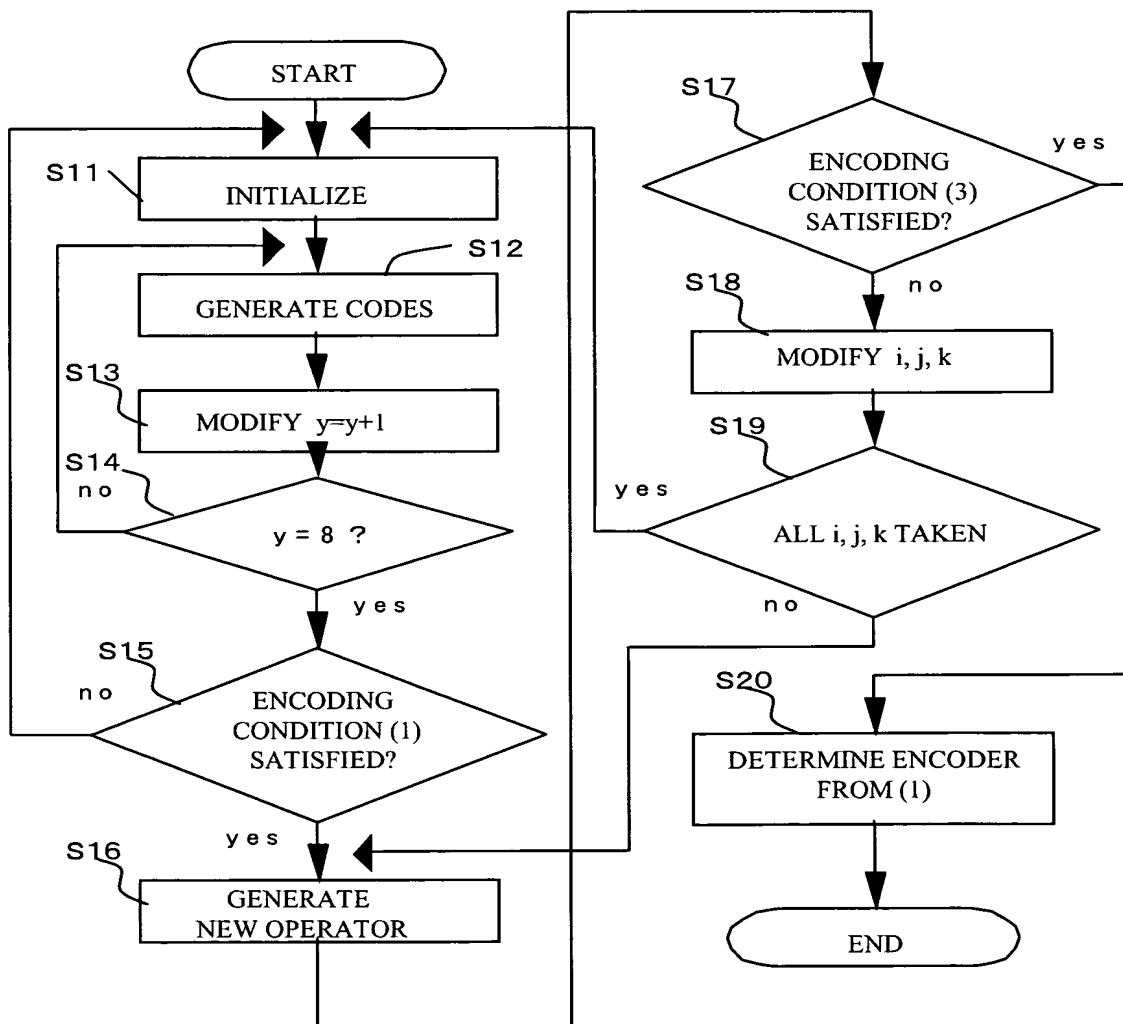 START
S11
INITIALIZE
S12
GENERATE CODES
S13
MODIFY y=y+1
S14
no
y = 8 ?
yes
S15
no
ENCODING
CONDITION (1)
SATISFIED?
yes
S16
GENERATE
NEW OPERATOR
S17
yes
ENCODING
CONDITION (3)
SATISFIED?
no
S18
MODIFY i, j, k
S19
yes
ALL i, j, k TAKEN
no
S20
DETERMINE ENCODER
FROM (1)
END